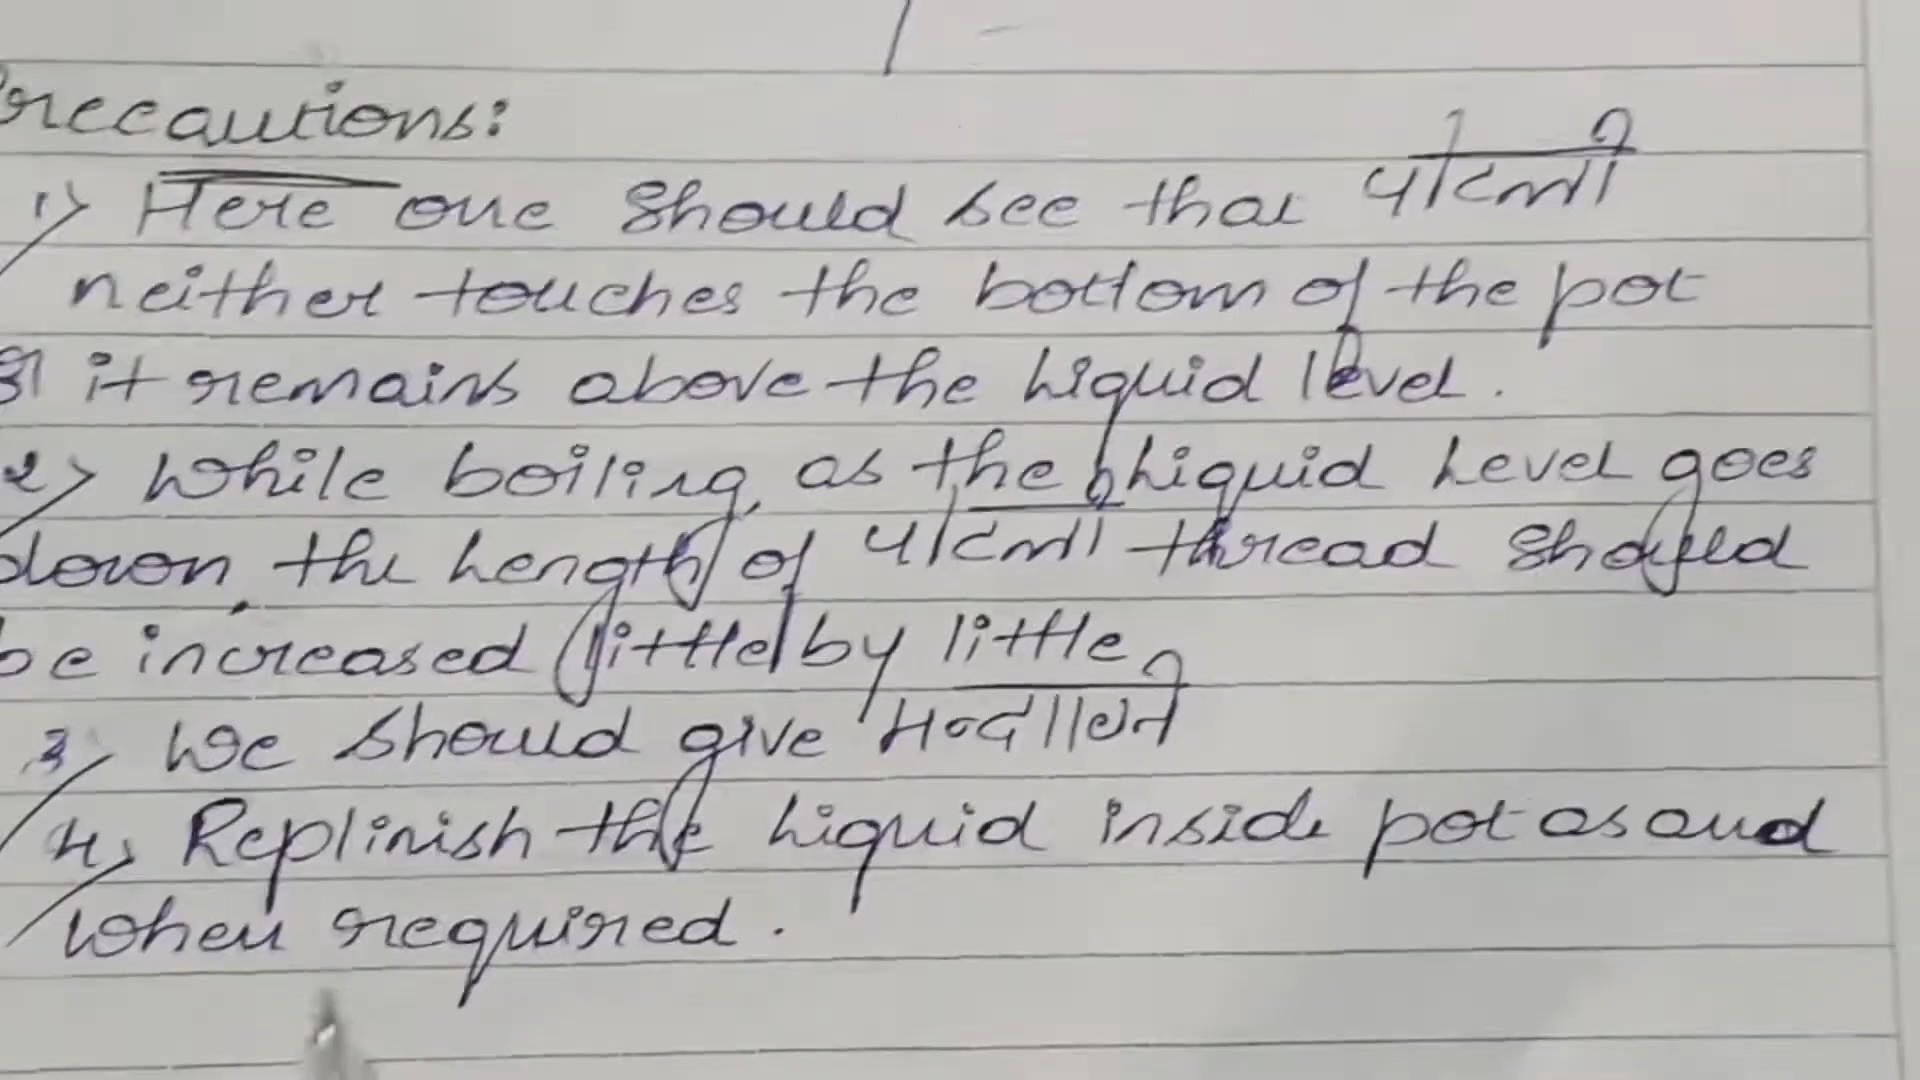 Precautions:
1) Here one should see that पोटली
neither touches the bottom of the pot
it remains above the liquid level.
2) While boiling, as the liquid level goes
down, the length of पोटली thread should
be increased little by little
3) We should give मन्दाग्नि
4) Replinish the liquid inside pot as and
when required.